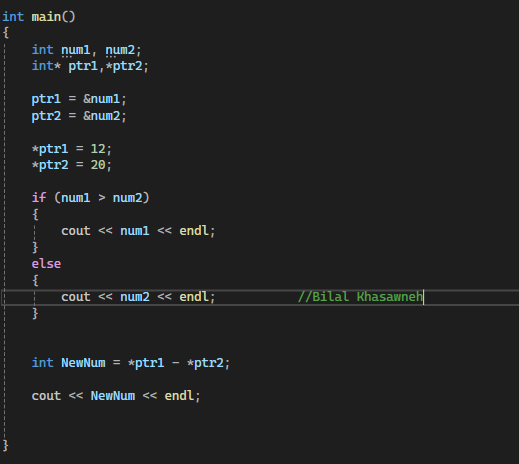 int main()
{
int num1, num2;
int* ptr1,*ptr2;
ptr1 = &num1;
ptr2 = &num2;
*ptr1 = 12;
*ptr2 = 20;
if (num1 > num2)
{
cout << num1 << endl;
}
else
{
cout << num2 << endl; //Bilal Khasawneh
}
int NewNum = *ptr1 - *ptr2;
cout << NewNum << endl;
}